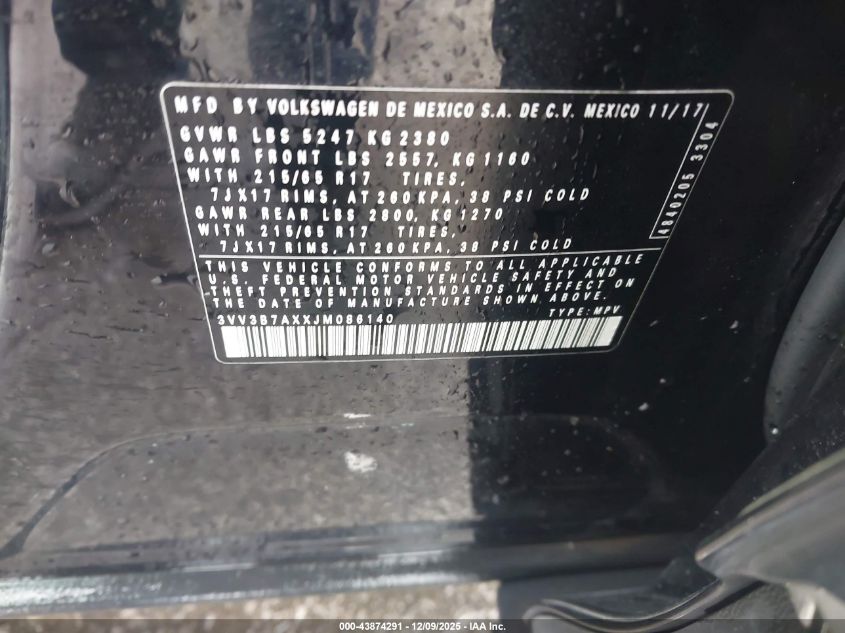 MFD BY VOLKSWAGEN DE MEXICO S.A. DE C.V. MEXICO 11/17
GVWR LBS 5247 KG 2380
GAWR FRONT LBS 2557, KG 1160
WITH 215/65 R17 TIRES,
7JX17 RIMS, AT 260 KPA, 38 PSI COLD
GAWR REAR LBS 2800, KG 1270
WITH 215/65 R17 TIRES,
7JX17 RIMS, AT 260 KPA, 38 PSI COLD
4840205 3304
THIS VEHICLE CONFORMS TO ALL APPLICABLE
U.S. FEDERAL MOTOR VEHICLE SAFETY AND
THEFT PREVENTION STANDARDS IN EFFECT ON
THE DATE OF MANUFACTURE SHOWN ABOVE.
3VV3B7AXXJM086140 TYPE: MPV
000-43874291 - 12/09/2025 - IAA Inc.